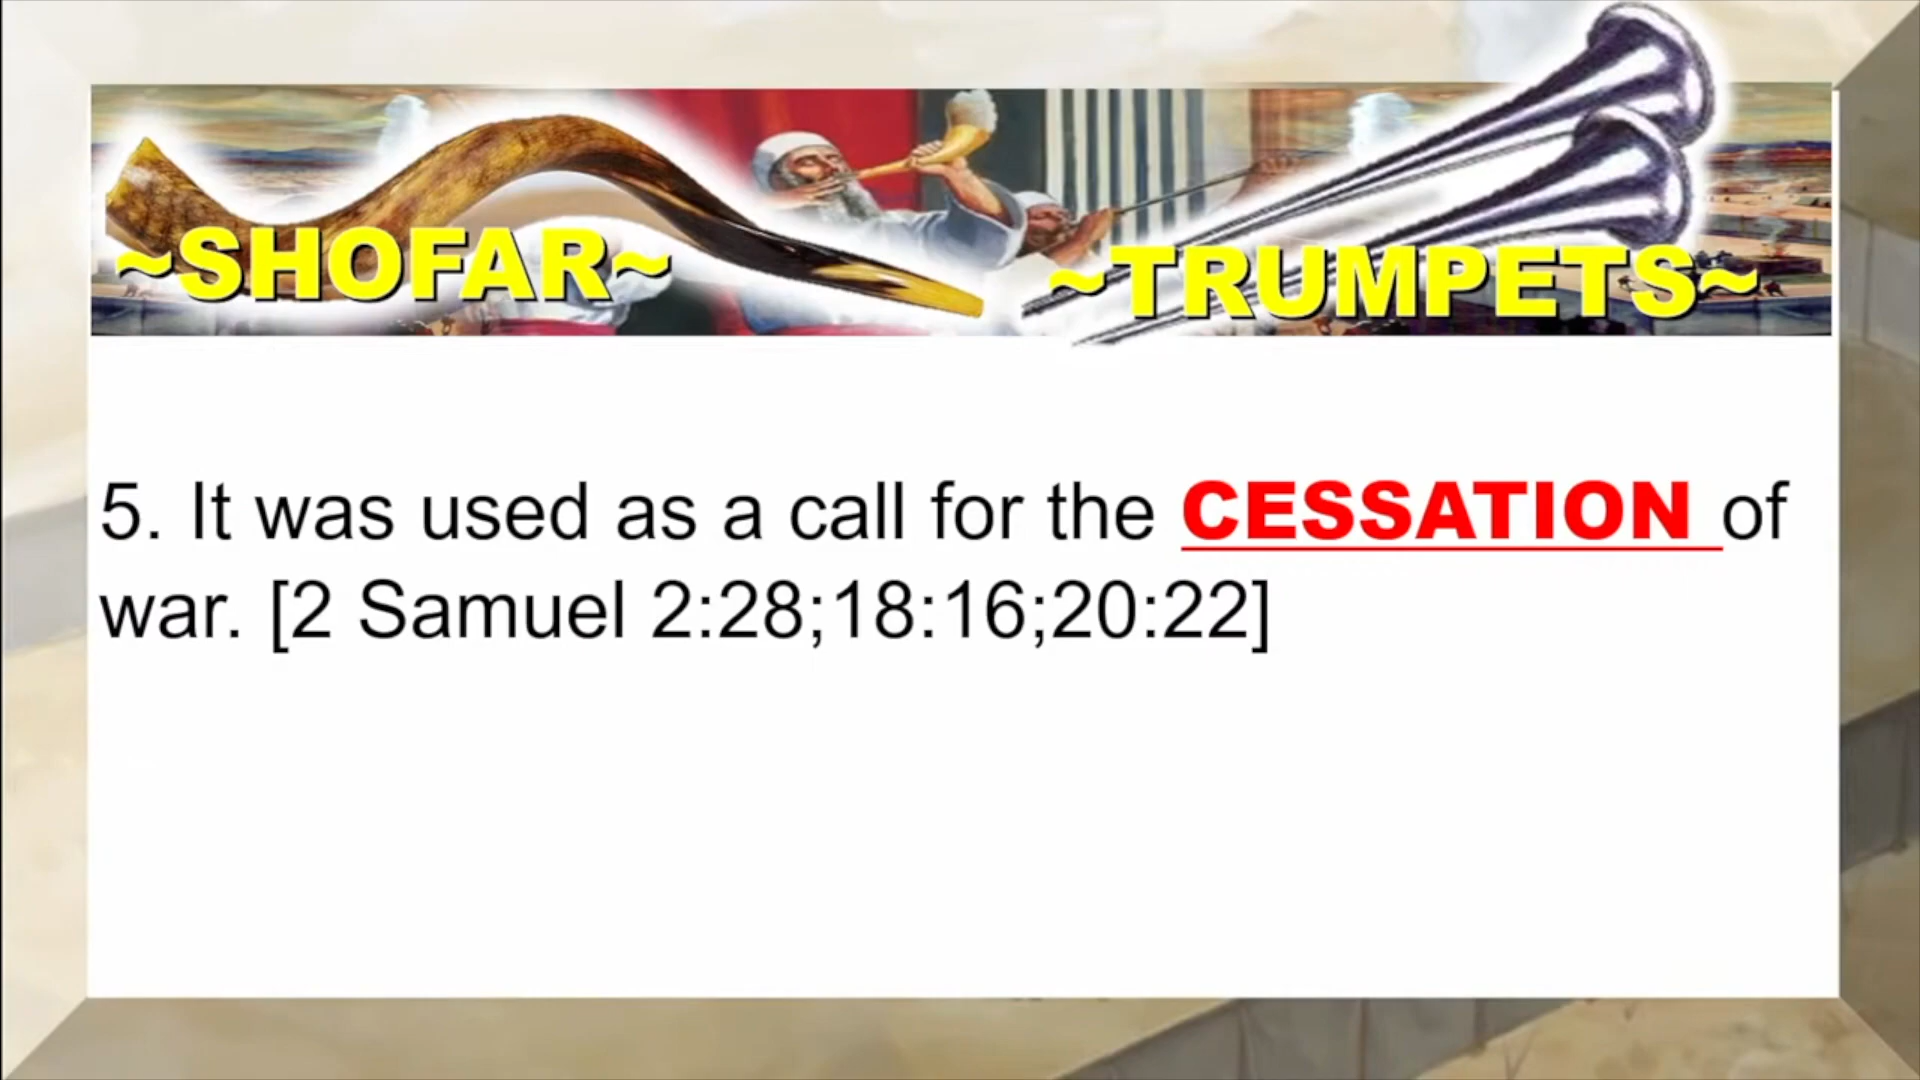 ~SHOFAR~
~TRUMPETS~
5. It was used as a call for the CESSATION of
war. [2 Samuel 2:28;18:16;20:22]